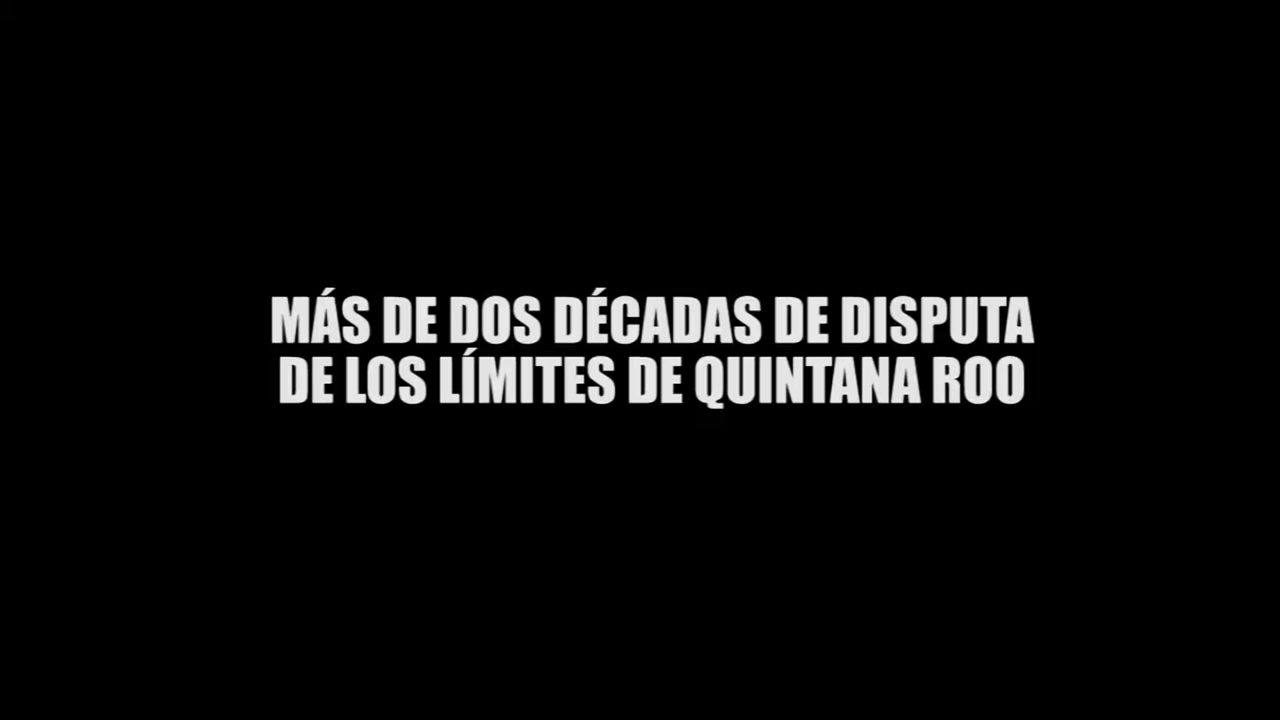 MÁS DE DOS DÉCADAS DE DISPUTA
DE LOS LÍMITES DE QUINTANA ROO